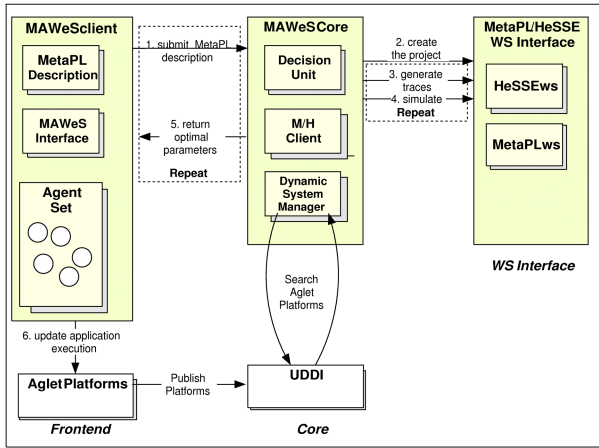 MAWeSclient
MetaPL
Description
MAWeS
Interface
Agent
Set
1. submit MetaPL
description
5. return
optimal
parameters
Repeat
MAWeSCore
Decision
Unit
M/H
Client
Dynamic
System
Manager
2. create
the project
3. generate
traces
4. simulate
Repeat
MetaPL/HeSSE
WS Interface
HeSSEws
MetaPLws
WS Interface
Search
Aglet
Platforms
6. update application
execution
AgletPlatforms
Publish
Platforms
UDDI
Frontend
Core